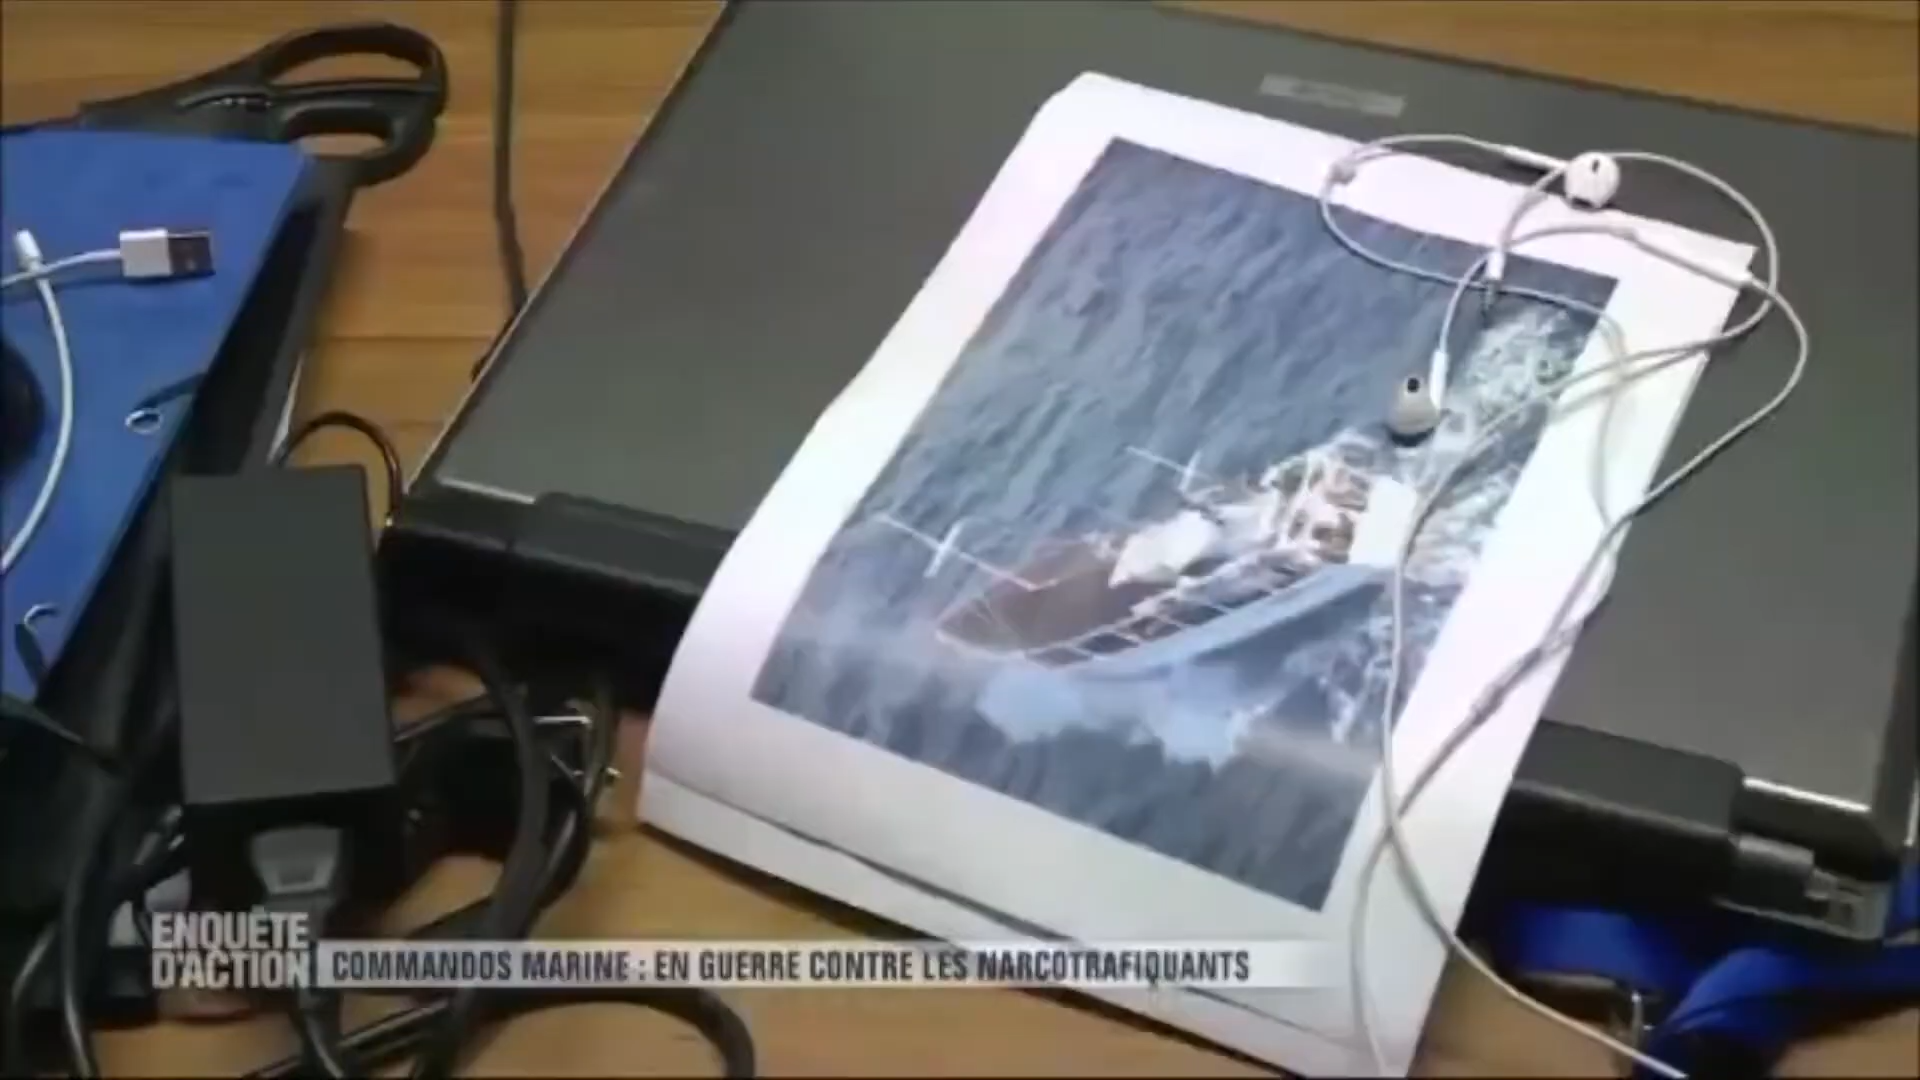 ENQUÊTE
D'ACTION
COMMANDOS MARINE : EN GUERRE CONTRE LES NARCOTRAFIQUANTS